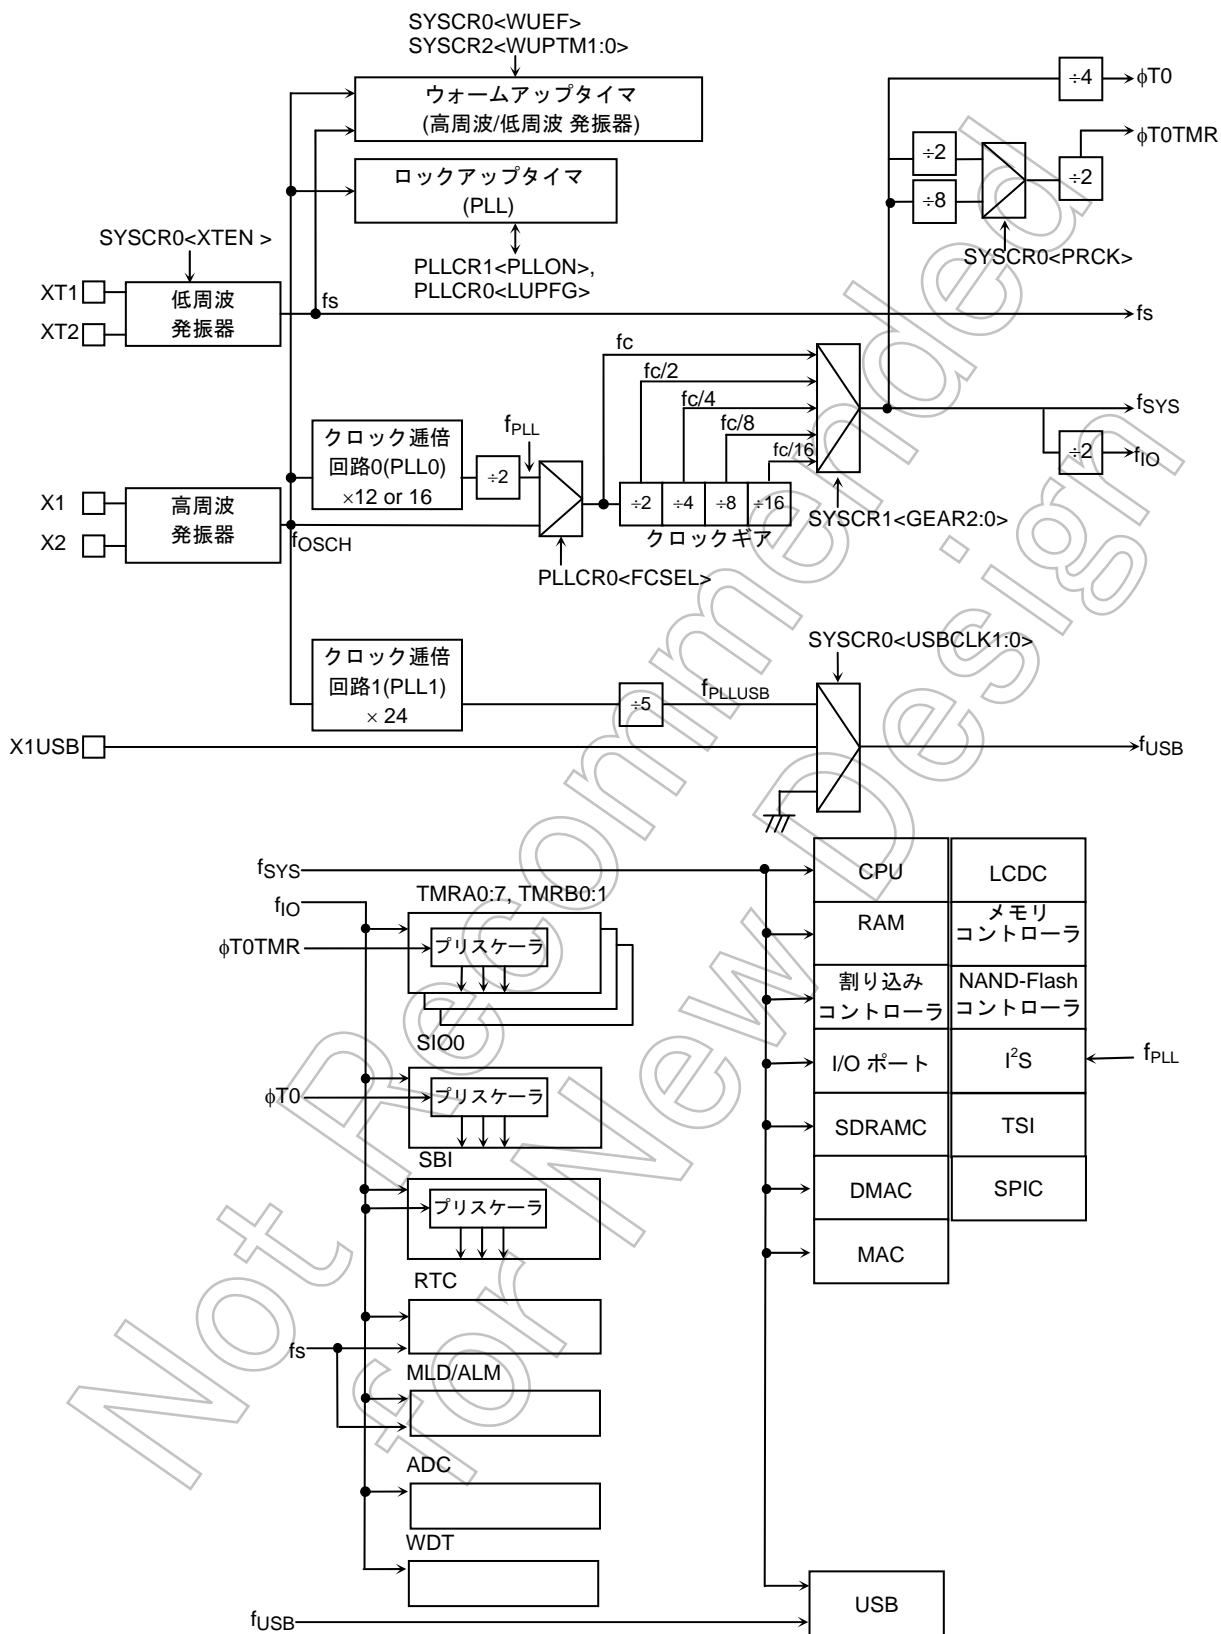 SYSCR0<WUEF>
SYSCR2<WUPTM1:0>
ウォームアップタイマ
(高周波/低周波 発振器)
÷4
ϕT0
ϕT0TMR
÷2
÷8
÷2
ロックアップタイマ
(PLL)
SYSCR0<XTEN >
PLLCR1<PLLON>,
PLLCR0<LUPFG>
SYSCR0<PRCK>
XT1
XT2
低周波
発振器
fs
fs
fc
fc/2
fc/4
fc/8
fc/16
fSYS
÷2
fIO
クロック逓倍
回路0(PLL0)
×12 or 16
÷2
fPLL
÷2
÷4
÷8
÷16
クロックギア
SYSCR1<GEAR2:0>
X1
X2
高周波
発振器
fOSCH
PLLCR0<FCSEL>
クロック逓倍
回路1(PLL1)
× 24
÷5
fPLLUSB
SYSCR0<USBCLK1:0>
X1USB
fUSB
fSYS
fIO
TMRA0:7, TMRB0:1
ϕT0TMR
プリスケーラ
SIO0
ϕT0
プリスケーラ
SBI
プリスケーラ
RTC
fs
MLD/ALM
ADC
WDT
fUSB
CPU
LCDC
RAM
メモリ
コントローラ
割り込み
コントローラ
NAND-Flash
コントローラ
I/O ポート
I2S
fPLL
SDRAMC
TSI
DMAC
SPIC
MAC
USB
Not Recommended
for New Design